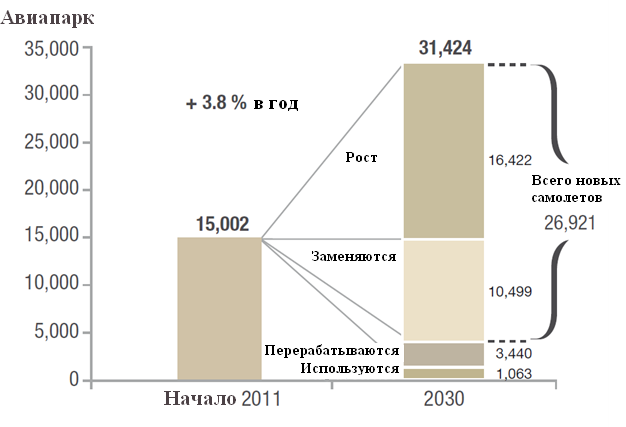 Авиапарк
35,000
30,000
25,000
20,000
15,000
10,000
5,000
0
+ 3.8 % в год
15,002
31,424
Рост
Заменяются
Перерабатываются
Используются
16,422
10,499
3,440
1,063
Всего новых
самолетов
26,921
Начало 2011
2030